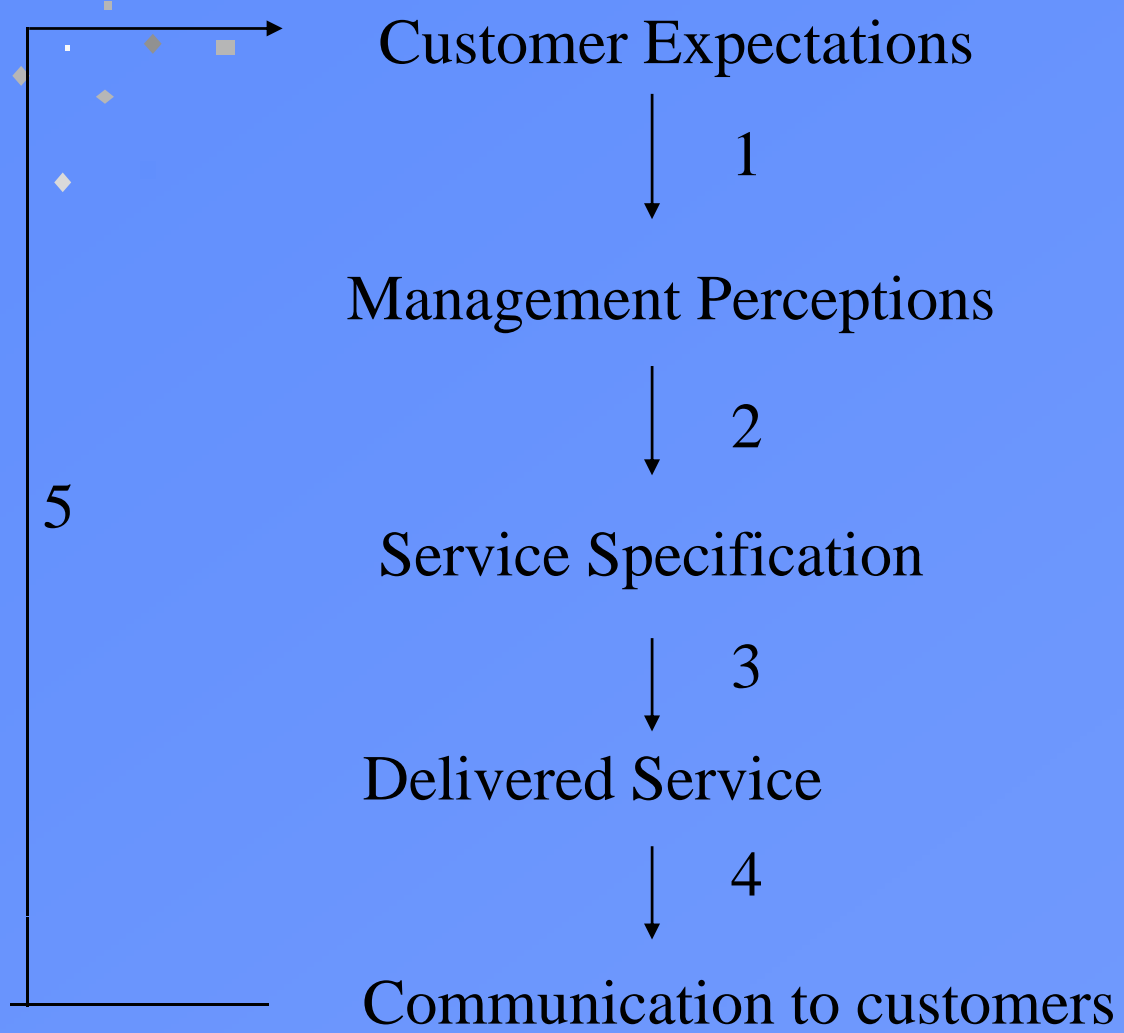 Customer Expectations
1
Management Perceptions
2
5
Service Specification
3
Delivered Service
4
Communication to customers